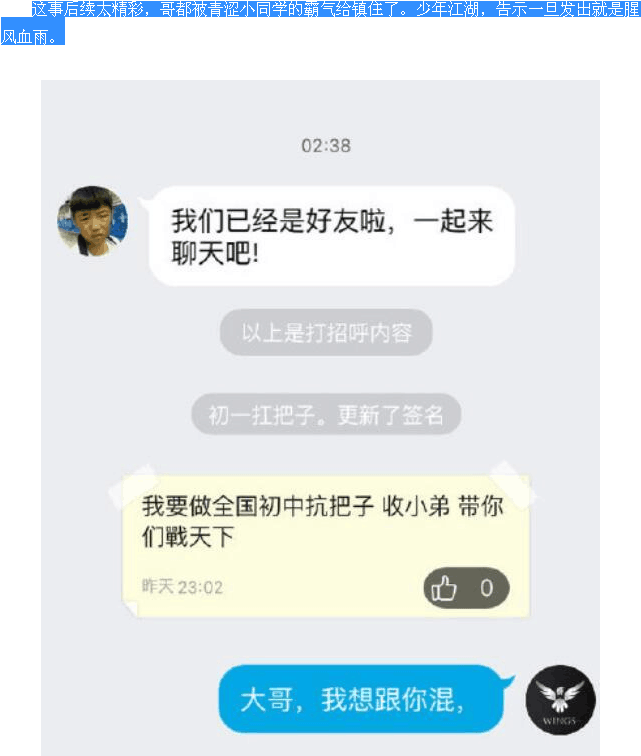 这事后续太精彩，哥都被青涩小同学的霸气给镇住了。少年江湖，告示一旦发出就是腥
风血雨。
02:38
我们已经是好友啦，一起来
聊天吧!
以上是打招呼内容
初一扛把子。更新了签名
我要做全国初中抗把子 收小弟 带你
们戰天下
昨天 23:02
0
大哥，我想跟你混，
WINGS